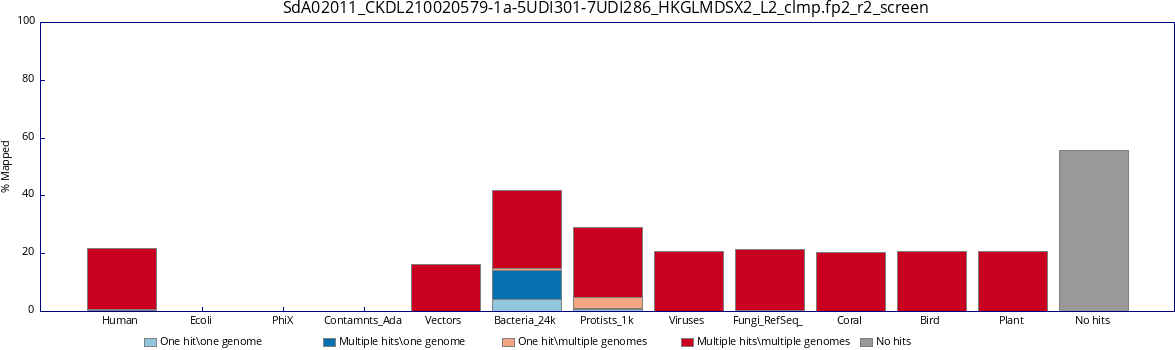 SdA02011_CKDL210020579-1a-5UDI301-7UDI286_HKGLMDSX2_L2_clmp.fp2_r2_screen
100
80
60
40
20
0
% Mapped
Human Ecoli PhiX Contamnts_Ada Vectors Bacteria_24k Protists_1k Viruses Fungi_RefSeq_ Coral Bird Plant No hits
One hit\one genome Multiple hits\one genome One hit\multiple genomes Multiple hits\multiple genomes No hits